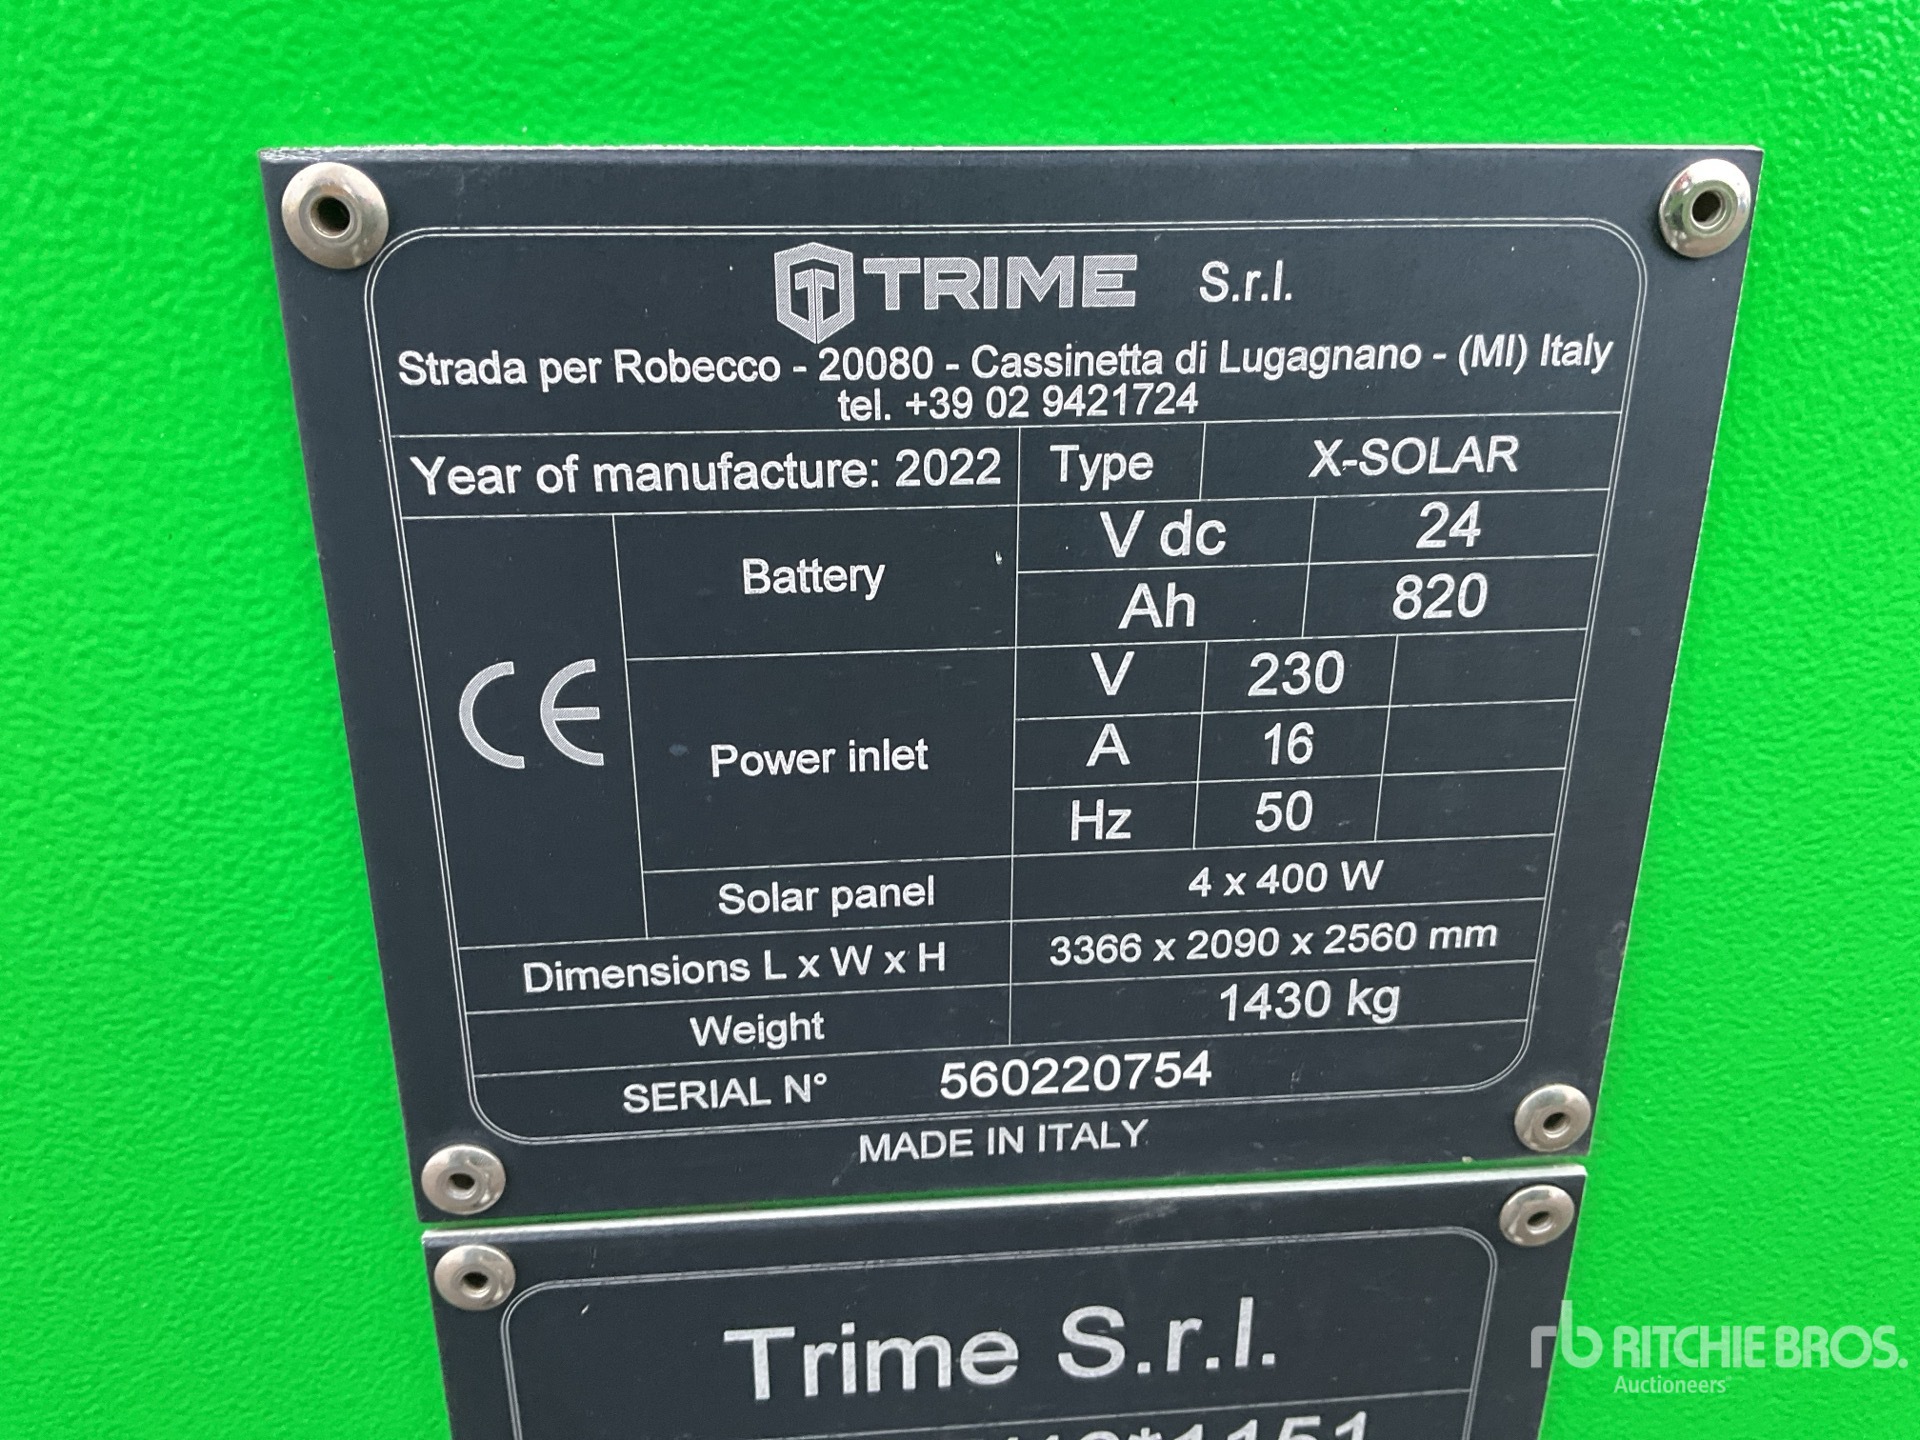 TRIME S.r.l.
Strada per Robecco - 20080 - Cassinetta di Lugagnano - (MI) Italy
tel. +39 02 9421724
Year of manufacture: 2022 Type X-SOLAR
CE
Battery V dc 24
Ah 820
Power inlet V 230
A 16
Hz 50
Solar panel 4 x 400 W
Dimensions L x W x H 3366 x 2090 x 2560 mm
Weight 1430 kg
SERIAL N° 560220754
MADE IN ITALY
Trime S.r.l.
rb RITCHIE BROS.
Auctioneers